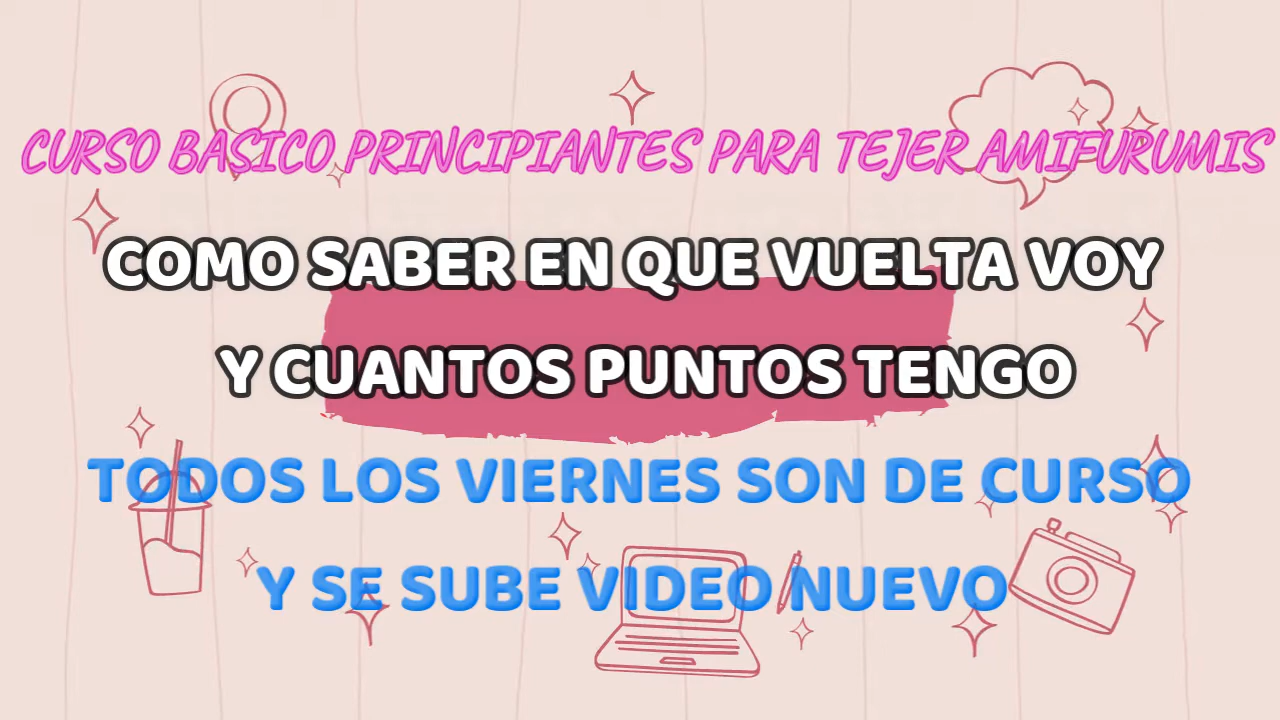 CURSO BASICO PRINCIPIANTES PARA TEJER AMIFURUMIS
COMO SABER EN QUE VUELTA VOY
Y CUANTOS PUNTOS TENGO
TODOS LOS VIERNES SON DE CURSO
Y SE SUBE VIDEO NUEVO